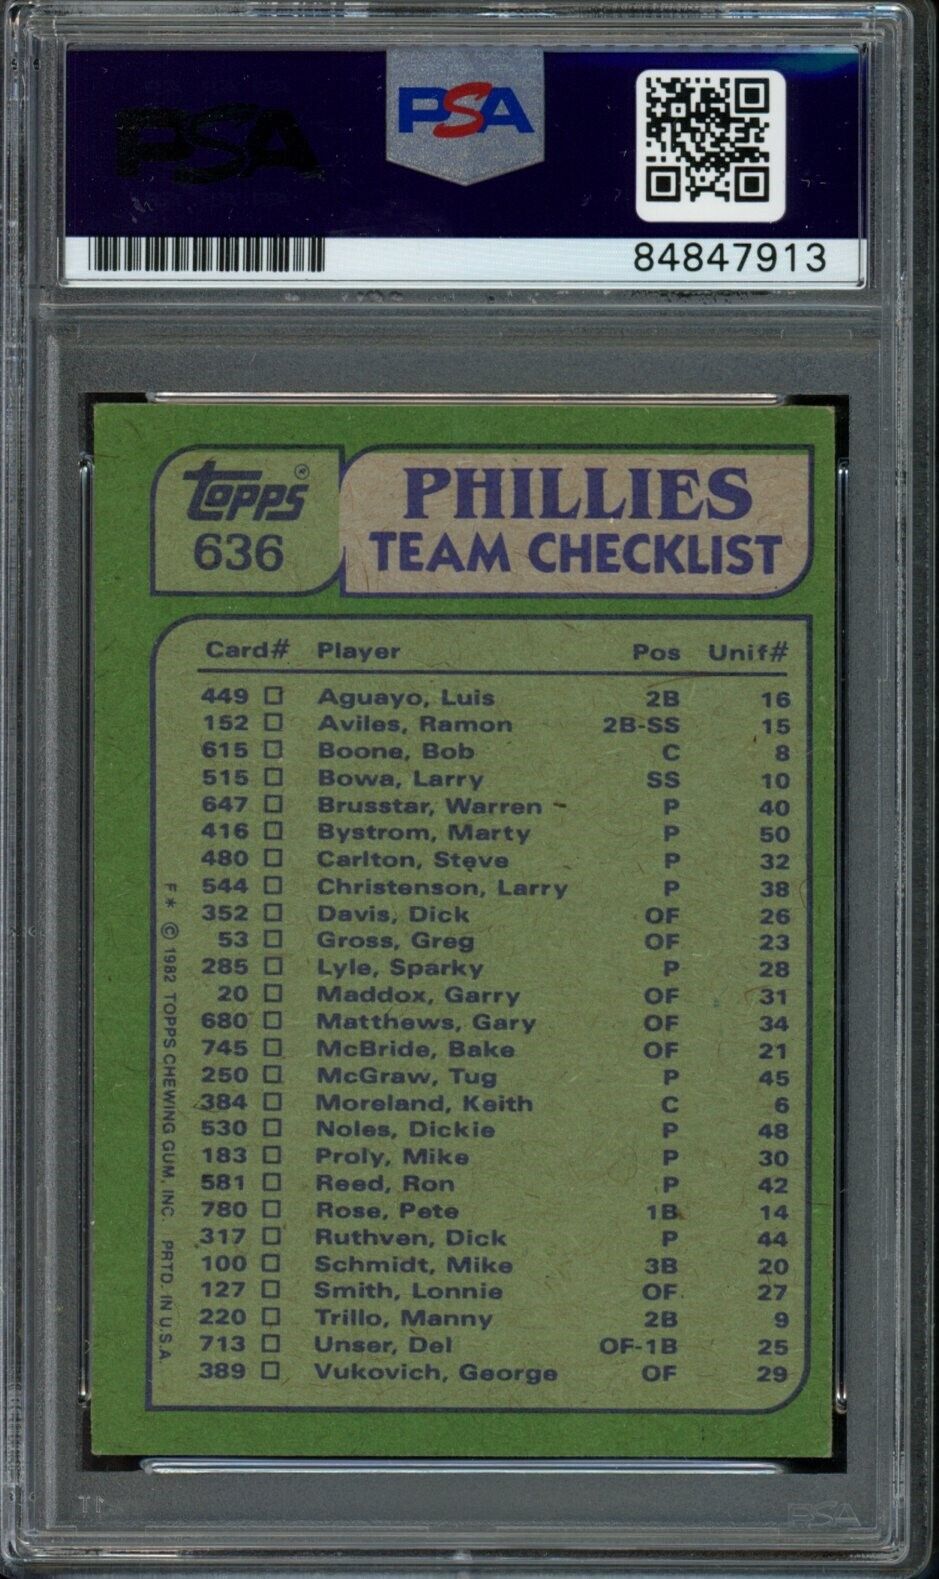 PSA
PSA
84847913
Topps®
636
PHILLIES
TEAM CHECKLIST
Card# Player Pos Unif#
449 Aguayo, Luis 2B 16
152 Aviles, Ramon 2B-SS 15
615 Boone, Bob C 8
515 Bowa, Larry SS 10
647 Brusstar, Warren P 40
416 Bystrom, Marty P 50
480 Carlton, Steve P 32
544 Christenson, Larry P 38
352 Davis, Dick OF 26
53 Gross, Greg OF 23
285 Lyle, Sparky P 28
20 Maddox, Garry OF 31
680 Matthews, Gary OF 34
745 McBride, Bake OF 21
250 McGraw, Tug P 45
384 Moreland, Keith C 6
530 Noles, Dickie P 48
183 Proly, Mike P 30
581 Reed, Ron P 42
780 Rose, Pete 1B 14
317 Ruthven, Dick P 44
100 Schmidt, Mike 3B 20
127 Smith, Lonnie OF 27
220 Trillo, Manny 2B 9
713 Unser, Del OF-1B 25
389 Vukovich, George OF 29
F * © 1982 TOPPS CHEWING GUM, INC. PRTD. IN U.S.A.
PSA